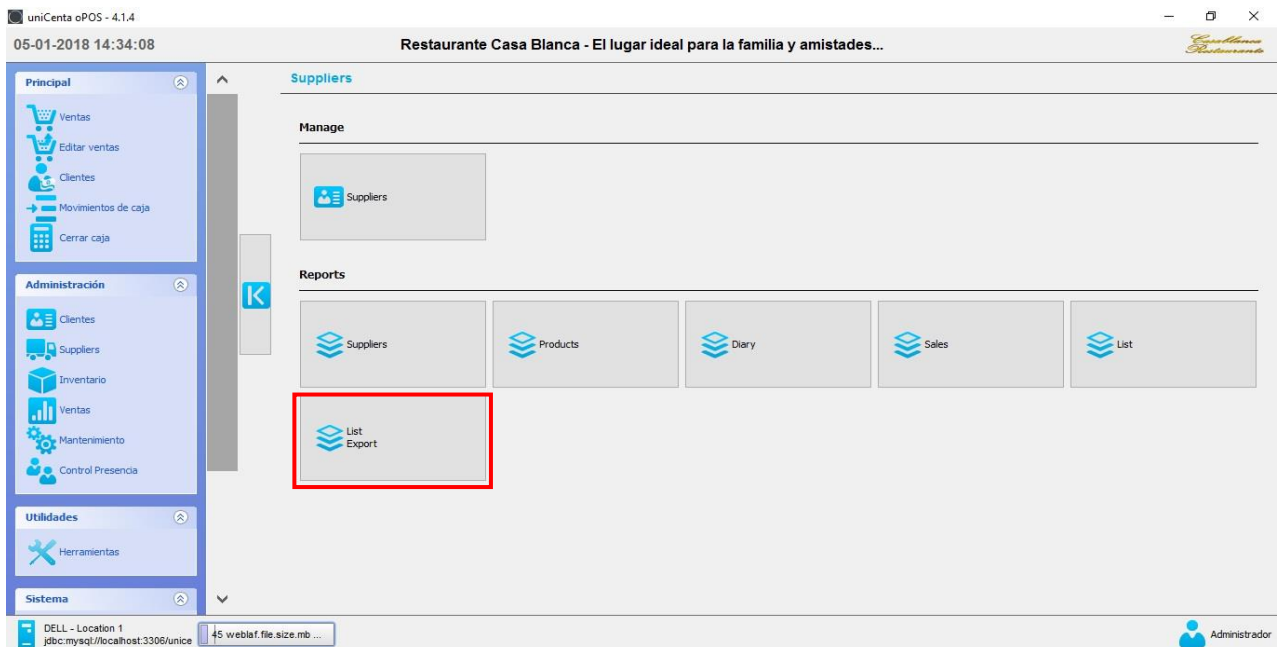 uniCenta oPOS - 4.1.4
05-01-2018 14:34:08
Restaurante Casa Blanca - El lugar ideal para la familia y amistades...
Casablanca
Restaurante
Principal
Ventas
Editar ventas
Clientes
Movimientos de caja
Cerrar caja
Administración
Clientes
Suppliers
Inventario
Ventas
Mantenimiento
Control Presencia
Utilidades
Herramientas
Sistema
Suppliers
Manage
Suppliers
Reports
Suppliers
Products
Diary
Sales
List
List
Export
DELL - Location 1
jdbc:mysql://localhost:3306/unice
45 weblaf.file.size.mb ...
Administrador